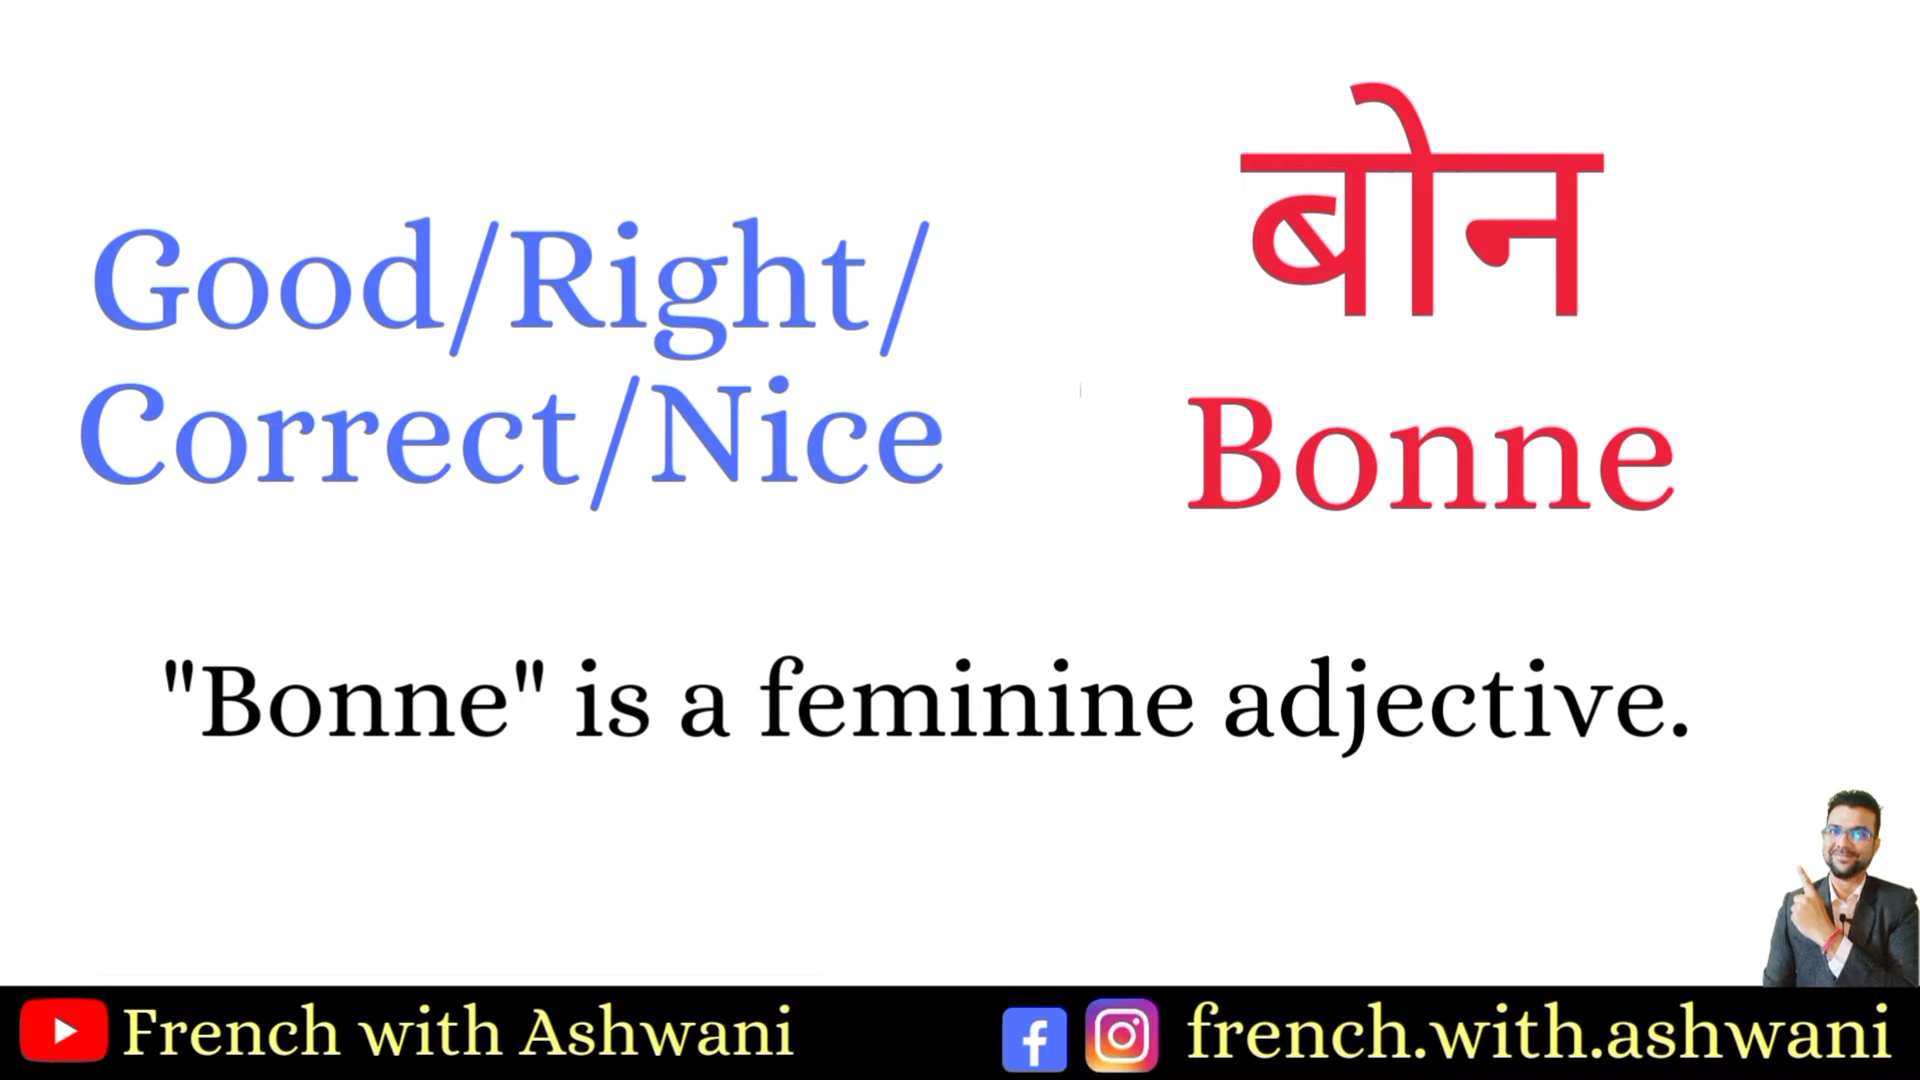 Good/Right/
Correct/Nice
बोन
Bonne
"Bonne" is a feminine adjective.
French with Ashwani
french.with.ashwani